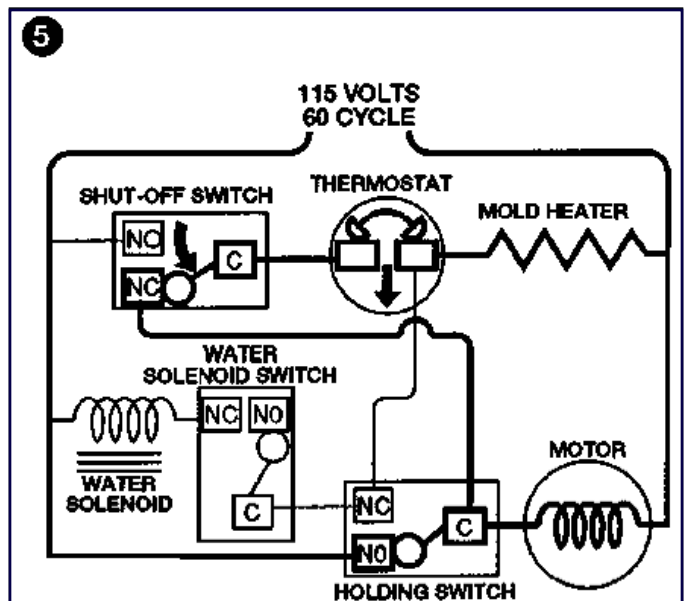 5
115 VOLTS
60 CYCLE
SHUT-OFF SWITCH
THERMOSTAT
MOLD HEATER
NO
C
NC
WATER
SOLENOID SWITCH
NC NO
MOTOR
WATER
SOLENOID
C
NC
C
NO
HOLDING SWITCH